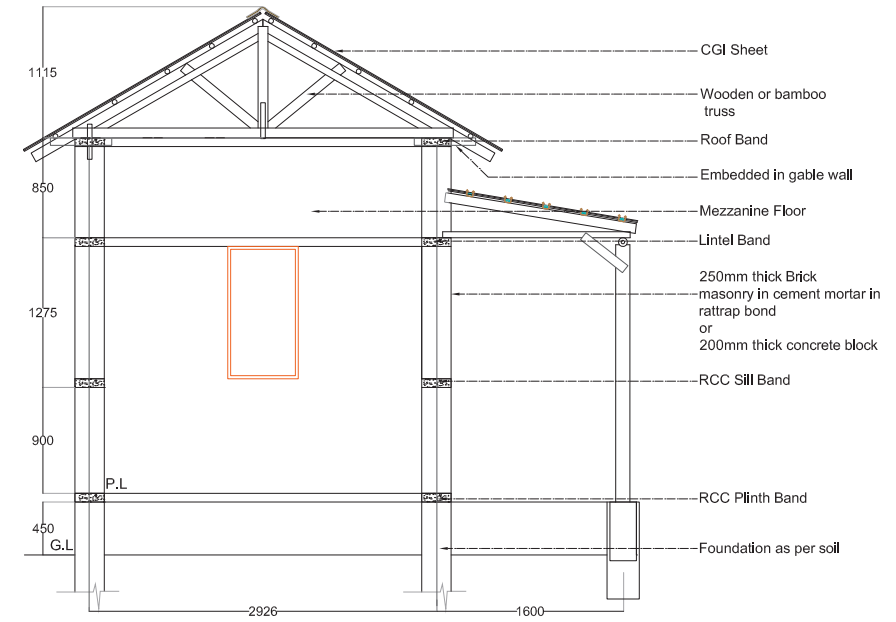 1115
CGI Sheet
Wooden or bamboo
truss
Roof Band
Embedded in gable wall
850
Mezzanine Floor
Lintel Band
250mm thick Brick
masonry in cement mortar in
rattrap bond
or
200mm thick concrete block
1275
RCC Sill Band
900
P.L
RCC Plinth Band
450
G.L
Foundation as per soil
2926
1600